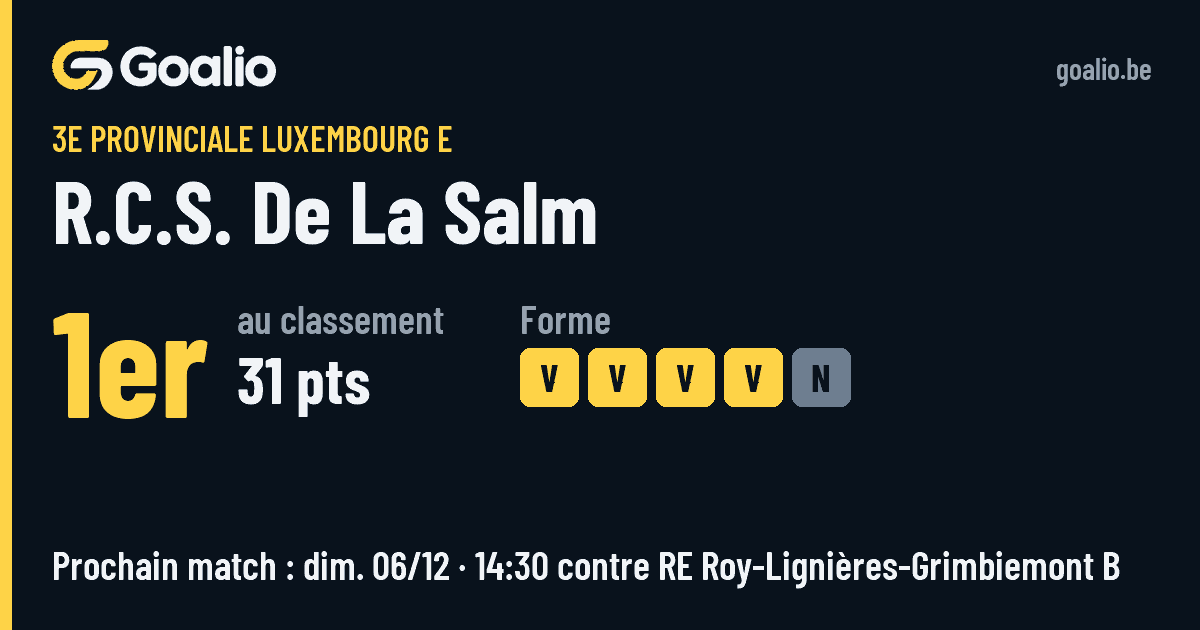 Goalio
goalio.be
3E PROVINCIALE LUXEMBOURG E
R.C.S. De La Salm
1er
au classement
31 pts
Forme
V V V V N
Prochain match : dim. 06/12 · 14:30 contre RE Roy-Lignières-Grimbiemont B